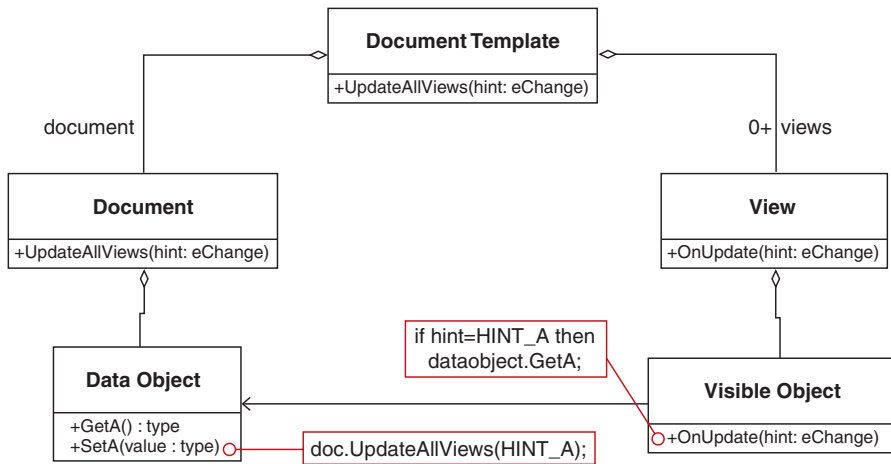 Document Template
+UpdateAllViews(hint: eChange)
document
0+ views
Document
+UpdateAllViews(hint: eChange)
View
+OnUpdate(hint: eChange)
if hint=HINT_A then
dataobject.GetA;
Data Object
+GetA() : type
+SetA(value : type)
doc.UpdateAllViews(HINT_A);
Visible Object
+OnUpdate(hint: eChange)